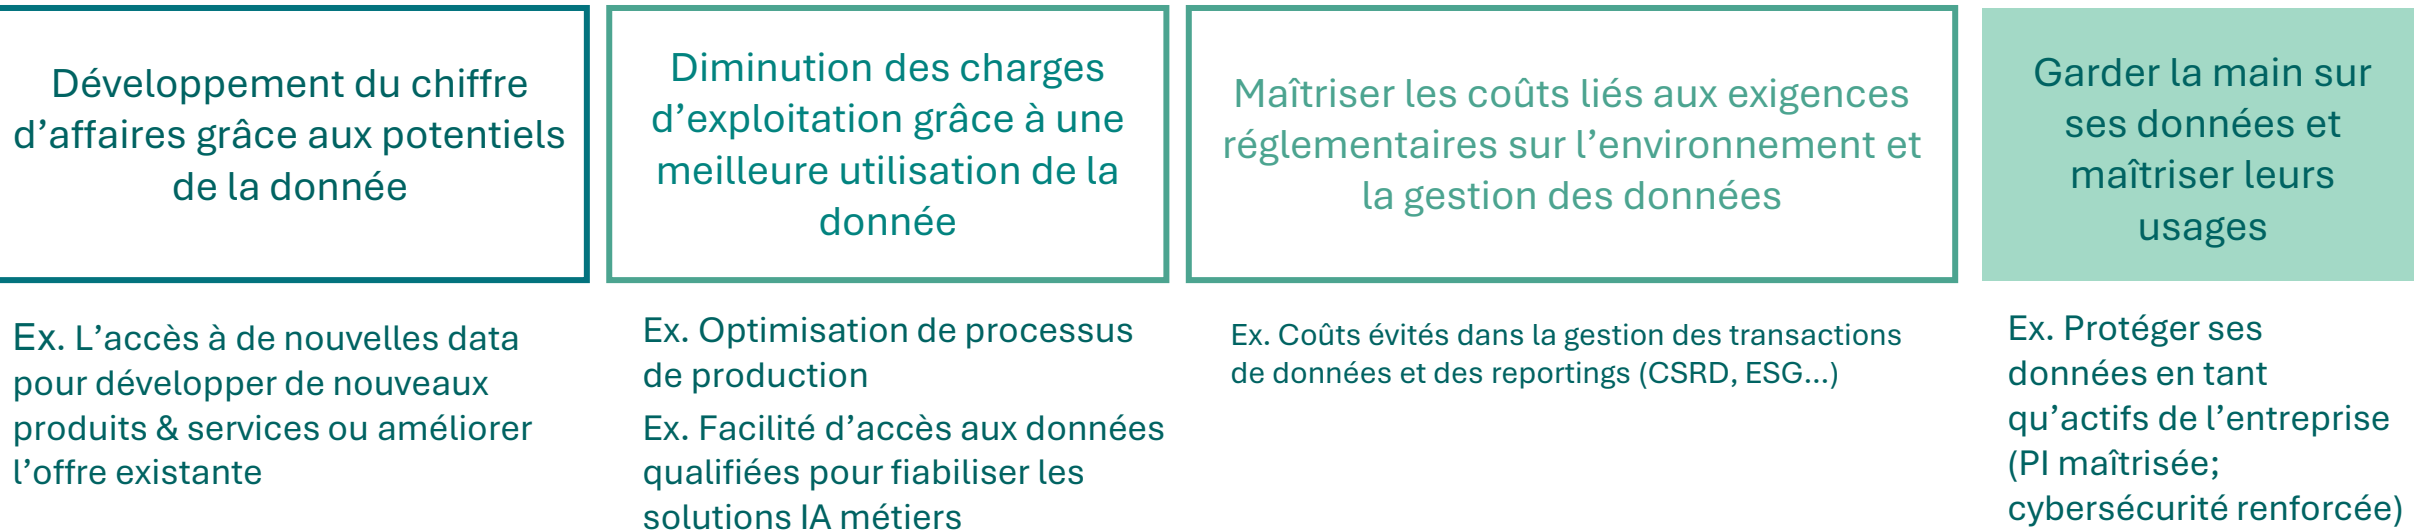 Développement du chiffre
d’affaires grâce aux potentiels
de la donnée
Ex. L’accès à de nouvelles data
pour développer de nouveaux
produits & services ou améliorer
l’offre existante
Diminution des charges
d’exploitation grâce à une
meilleure utilisation de la
donnée
Ex. Optimisation de processus
de production
Ex. Facilité d’accès aux données
qualifiées pour fiabiliser les
solutions IA métiers
Maîtriser les coûts liés aux exigences
réglementaires sur l’environnement et
la gestion des données
Ex. Coûts évités dans la gestion des transactions
de données et des reportings (CSRD, ESG...)
Garder la main sur
ses données et
maîtriser leurs
usages
Ex. Protéger ses
données en tant
qu’actifs de l’entreprise
(PI maîtrisée;
cybersécurité renforcée)